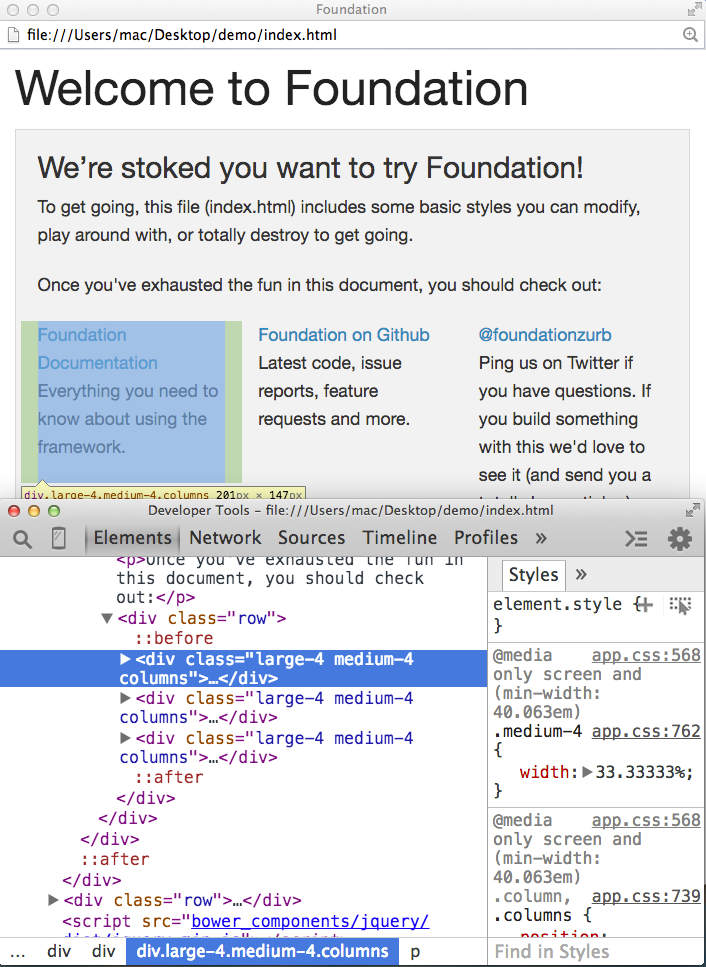 Foundation
file:///Users/mac/Desktop/demo/index.html
Welcome to Foundation
We’re stoked you want to try Foundation!
To get going, this file (index.html) includes some basic styles you can modify,
play around with, or totally destroy to get going.
Once you've exhausted the fun in this document, you should check out:
Foundation
Documentation
Everything you need to
know about using the
framework.
Foundation on Github
Latest code, issue
reports, feature
requests and more.
@foundationzurb
Ping us on Twitter if
you have questions. If
you build something
with this we'd love to
see it (and send you a
div.large-4.medium-4.columns 201px × 147px
Developer Tools - file:///Users/mac/Desktop/demo/index.html
Elements Network Sources Timeline Profiles »
<p>Once you've exhausted the fun in
this document, you should check
out:</p>
▼<div class="row">
::before
▶<div class="large-4 medium-4
columns">…</div>
▶<div class="large-4 medium-4
columns">…</div>
▶<div class="large-4 medium-4
columns">…</div>
::after
</div>
</div>
</div>
::after
</div>
▶<div class="row">…</div>
<script src="bower_components/jquery/
... div div div.large-4.medium-4.columns p
Styles »
element.style {
}
@media app.css:568
only screen and
(min-width:
40.063em)
.medium-4 app.css:762
{
width:▶33.33333%;
}
@media app.css:568
only screen and
(min-width:
40.063em)
.column, app.css:739
.columns {
position:
Find in Styles